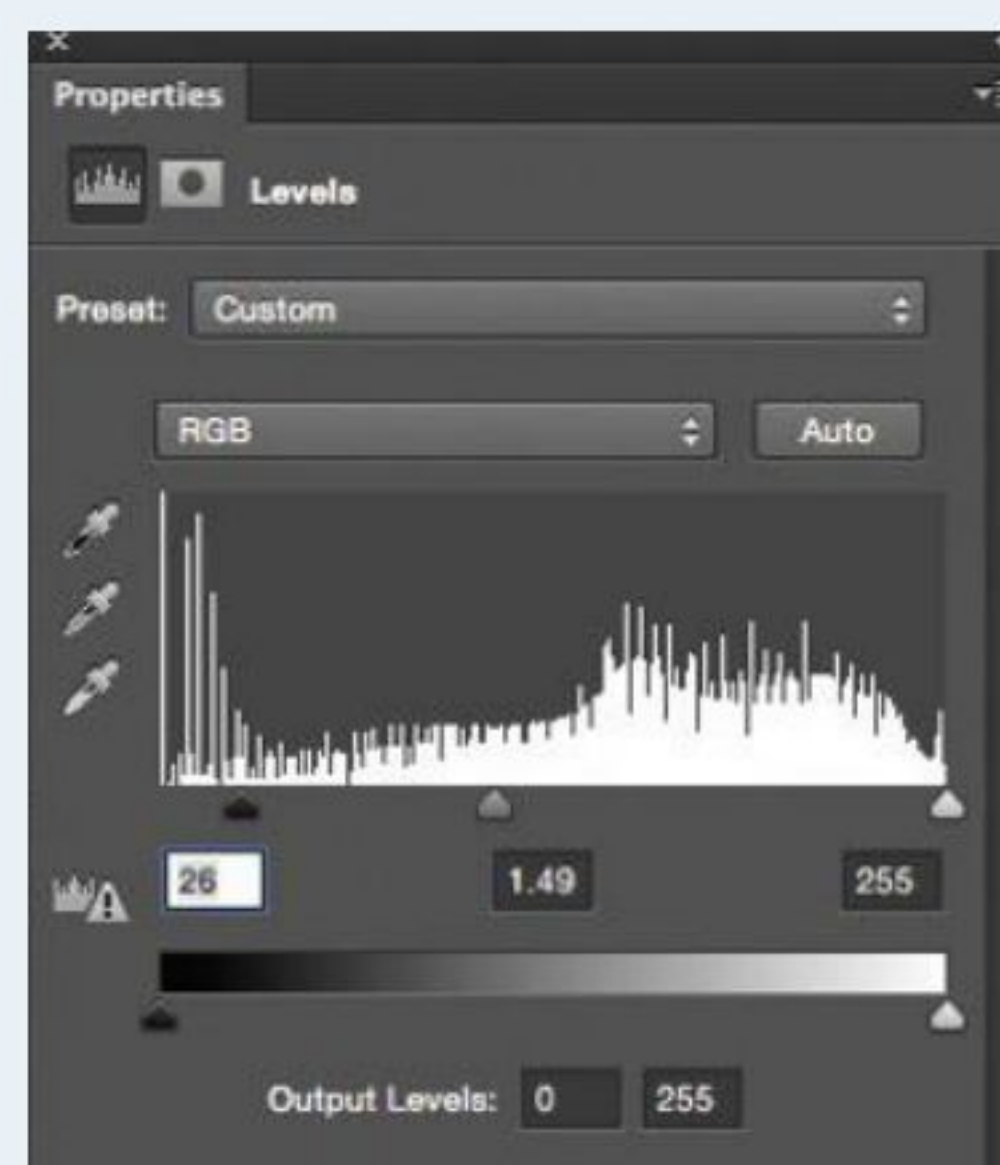 Properties
Levels
Preset: Custom
RGB Auto
26 1.49 255
Output Levels: 0 255